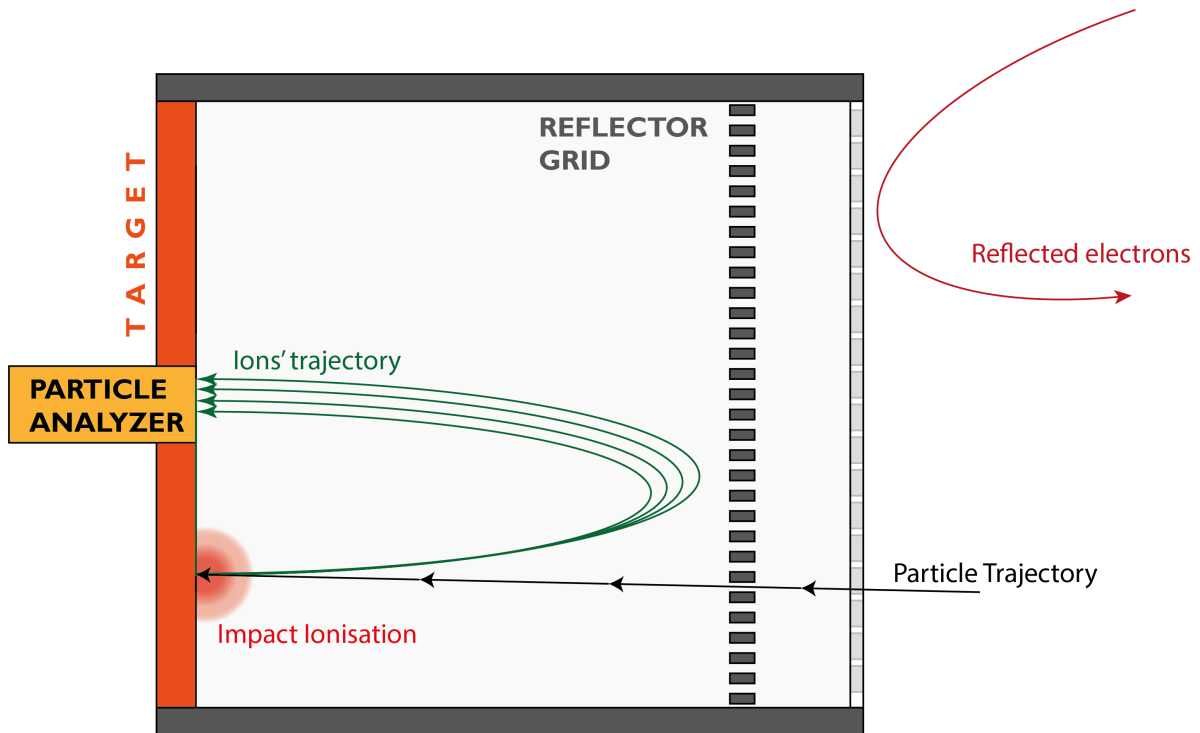 REFLECTOR
GRID
TARGET
Reflected electrons
Ions' trajectory
PARTICLE
ANALYZER
Particle Trajectory
Impact Ionisation